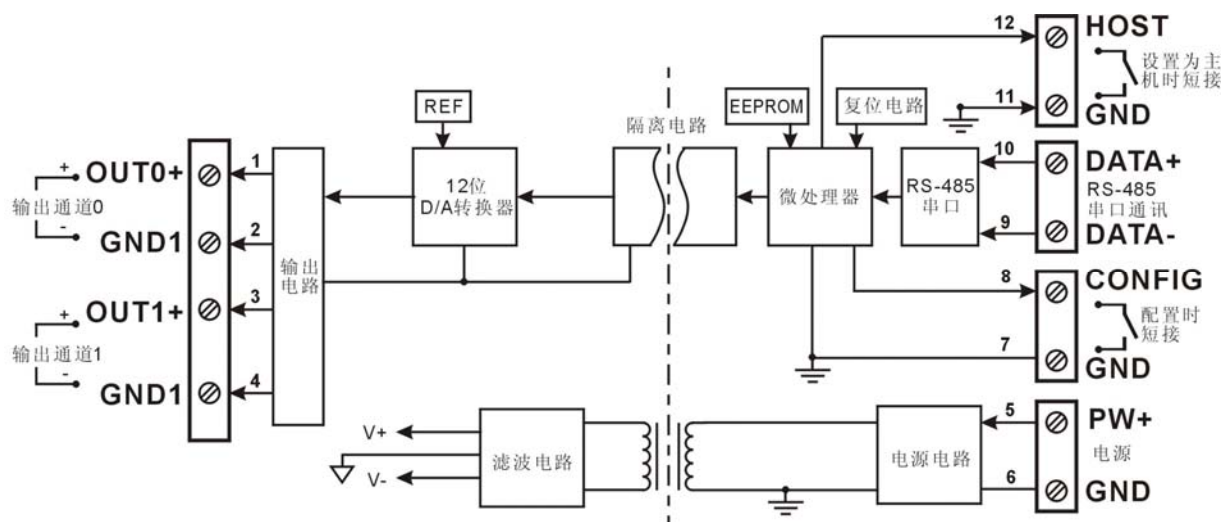 12
HOST
设置为主
机时短接
11
GND
REF
隔离电路
EEPROM
复位电路
+
OUT0+
1
输出通道0
-
GND1
2
12位
D/A转换器
微处理器
RS-485
串口
10
DATA+
RS-485
串口通讯
9
DATA-
输出
电路
+
OUT1+
3
输出通道1
-
GND1
4
8
CONFIG
配置时
短接
7
GND
V+
V-
滤波电路
电源电路
5
PW+
电源
6
GND